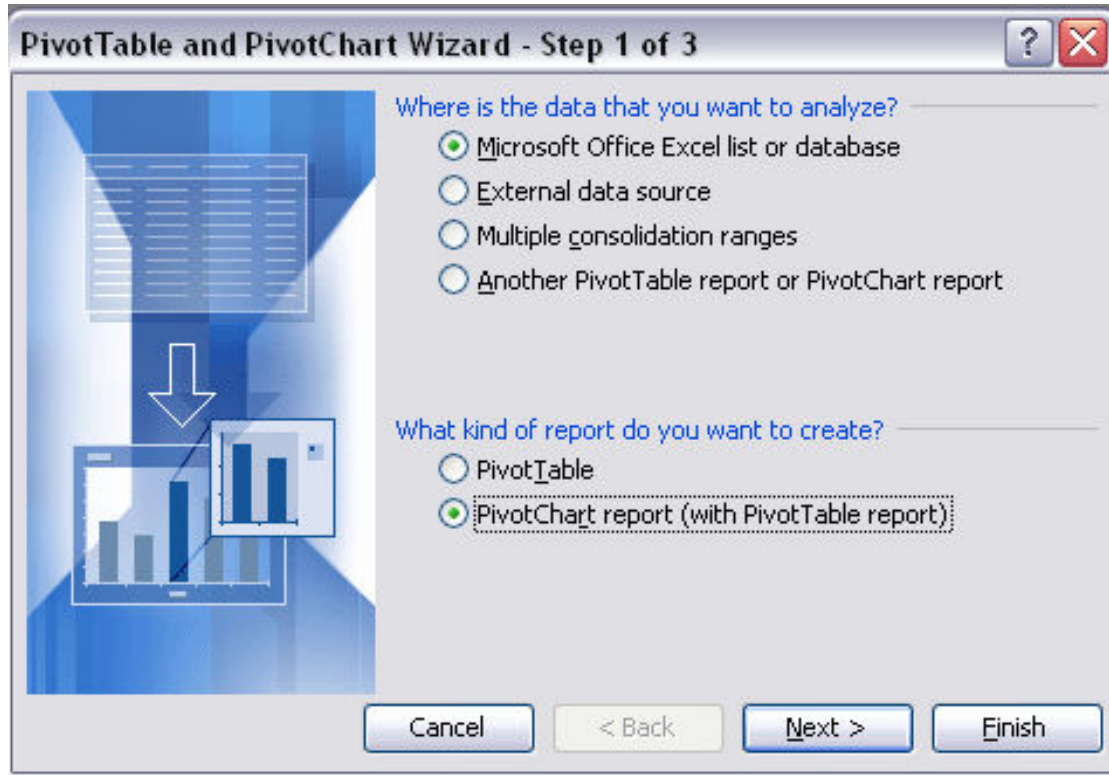 PivotTable and PivotChart Wizard - Step 1 of 3
Where is the data that you want to analyze?
Microsoft Office Excel list or database
External data source
Multiple consolidation ranges
Another PivotTable report or PivotChart report
What kind of report do you want to create?
PivotTable
PivotChart report (with PivotTable report)
Cancel
< Back
Next >
Finish